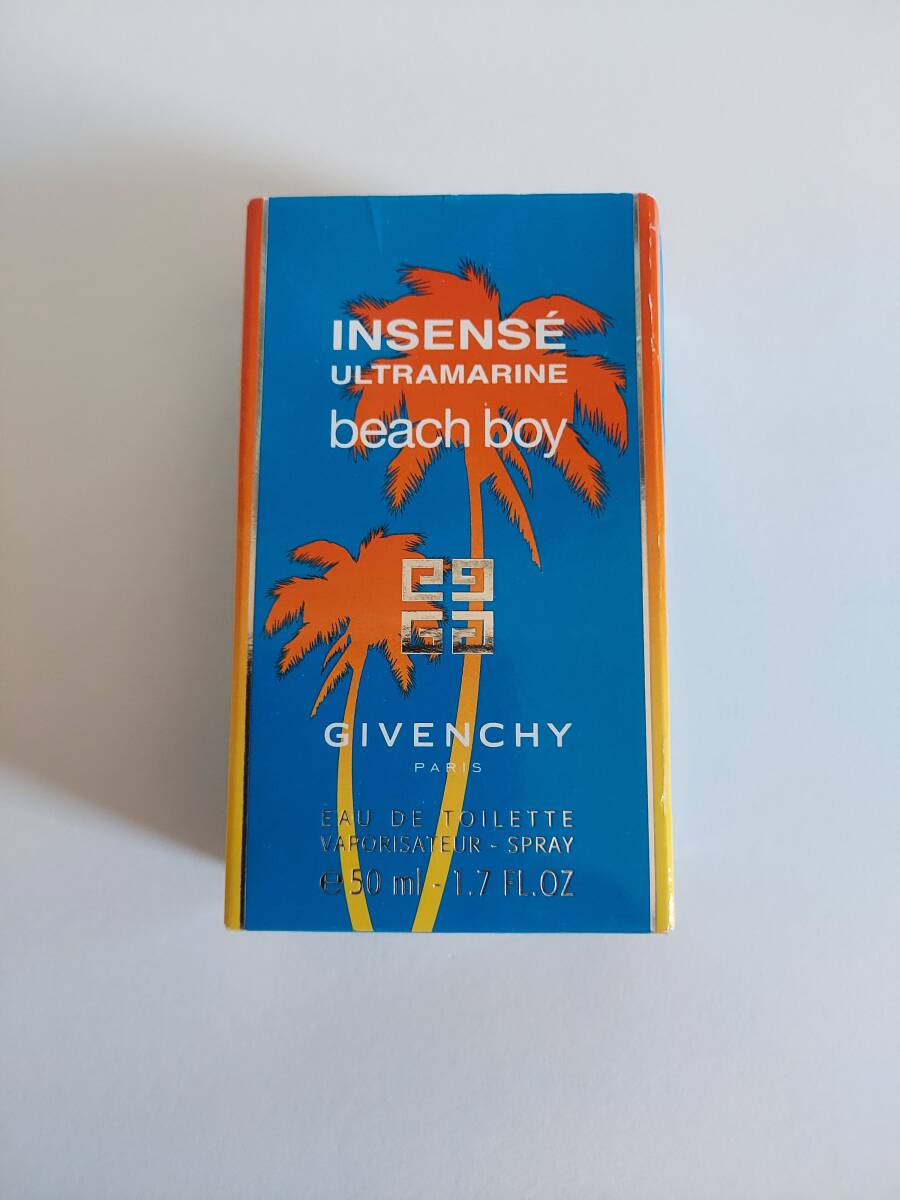 INSENSÉ
ULTRAMARINE
beach boy
GIVENCHY
PARIS
EAU DE TOILETTE
VAPORISATEUR - SPRAY
℮ 50 ml - 1.7 FL.OZ